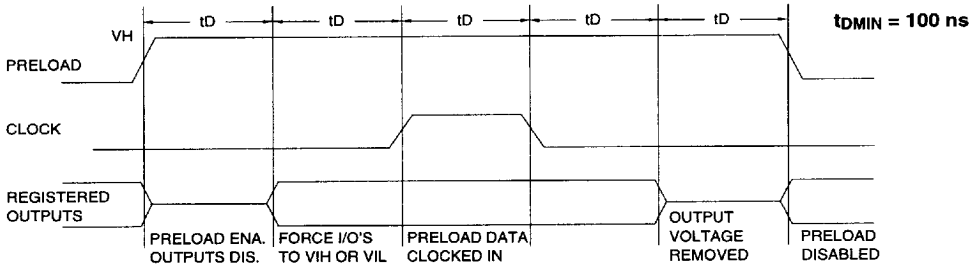 tD tD tD tD tD
tDMIN = 100 ns
VH
PRELOAD
CLOCK
REGISTERED
OUTPUTS
PRELOAD ENA.
OUTPUTS DIS.
FORCE I/O'S
TO VIH OR VIL
PRELOAD DATA
CLOCKED IN
OUTPUT
VOLTAGE
REMOVED
PRELOAD
DISABLED